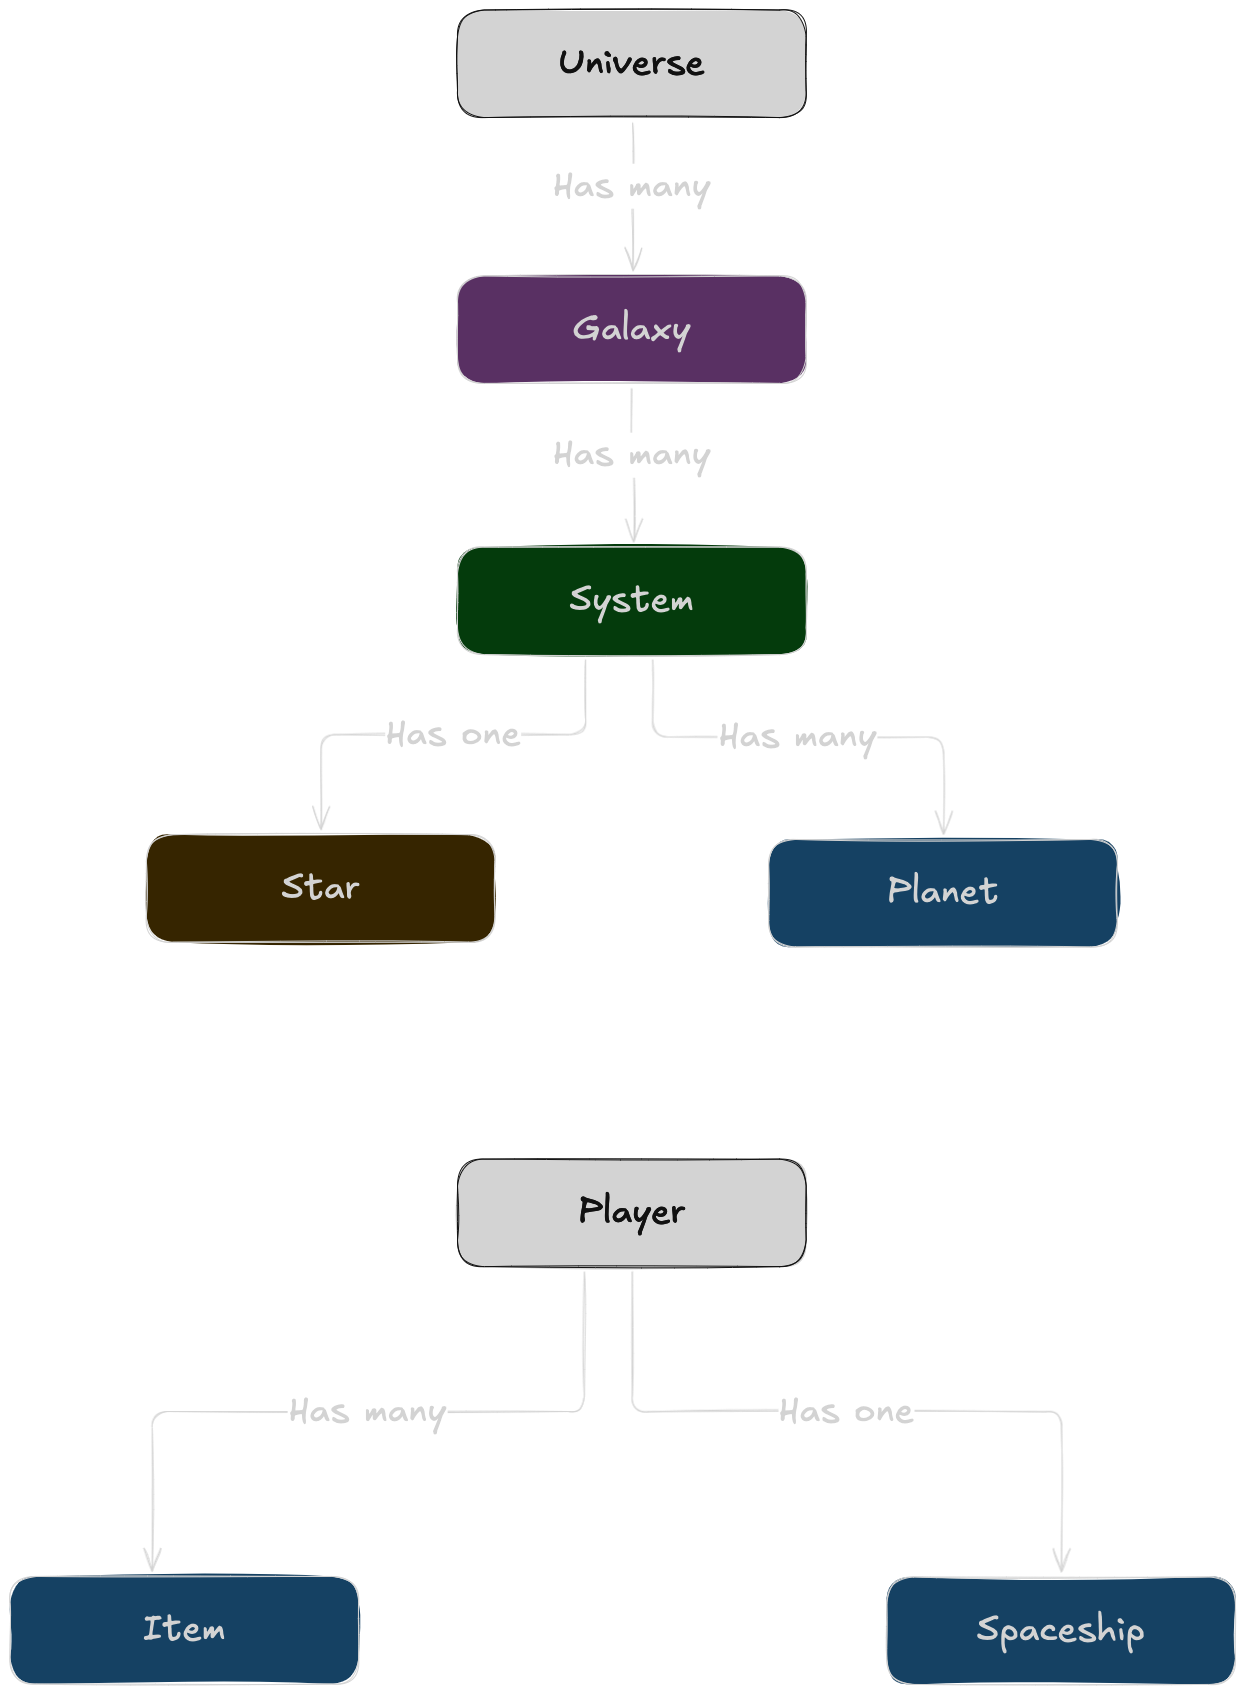 Universe
Has many
Galaxy
Has many
System
Has one
Has many
Star
Planet
Player
Has many
Has one
Item
Spaceship